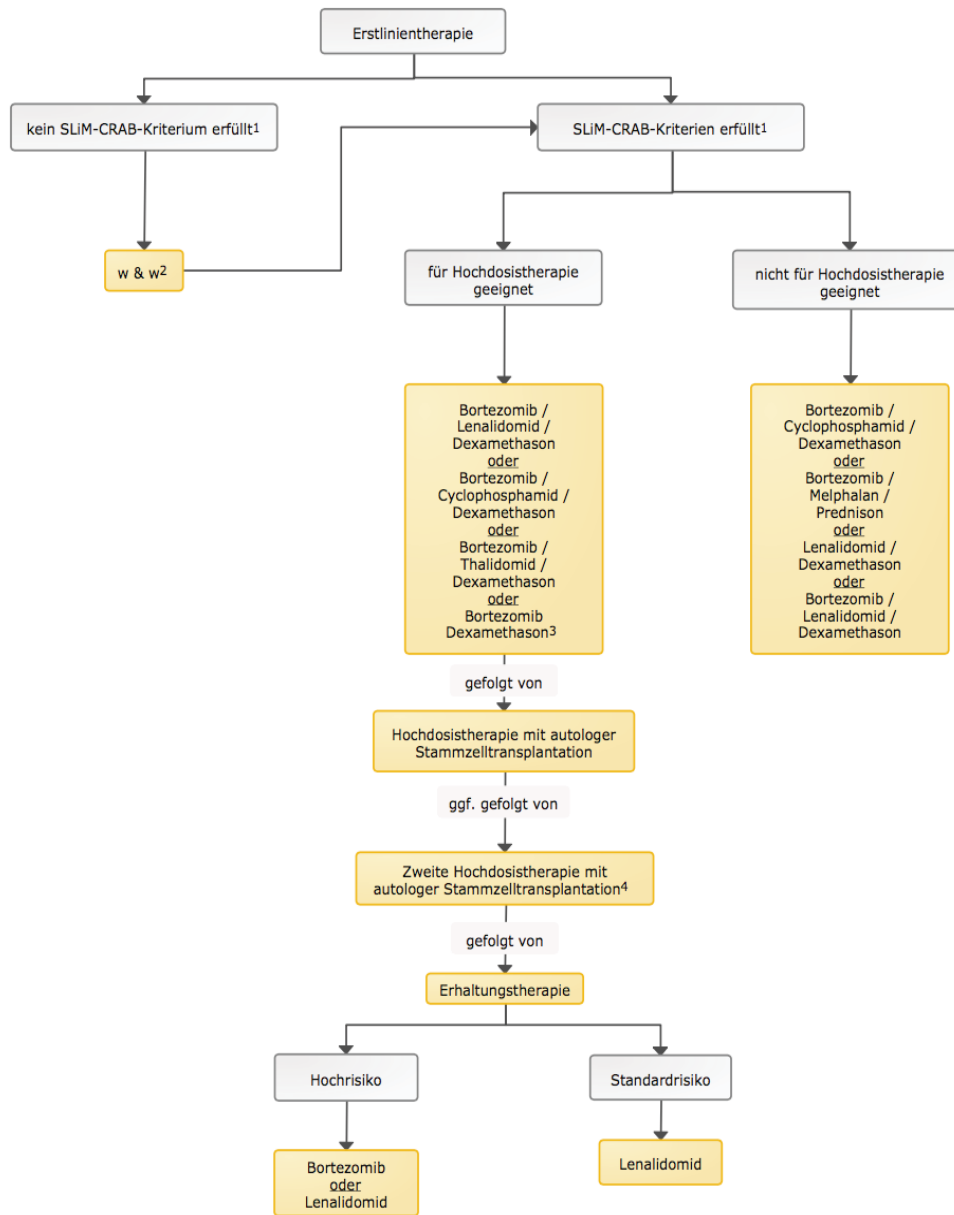 Erstlinientherapie
kein SLiM-CRAB-Kriterium erfüllt1
SLiM-CRAB-Kriterien erfüllt1
w & w2
für Hochdosistherapie
geeignet
nicht für Hochdosistherapie
geeignet
Bortezomib /
Lenalidomid /
Dexamethason
oder
Bortezomib /
Cyclophosphamid /
Dexamethason
oder
Bortezomib /
Thalidomid /
Dexamethason
oder
Bortezomib
Dexamethason3
Bortezomib /
Cyclophosphamid /
Dexamethason
oder
Bortezomib /
Melphalan /
Prednison
oder
Lenalidomid /
Dexamethason
oder
Bortezomib /
Lenalidomid /
Dexamethason
gefolgt von
Hochdosistherapie mit autologer
Stammzelltransplantation
ggf. gefolgt von
Zweite Hochdosistherapie mit
autologer Stammzelltransplantation4
gefolgt von
Erhaltungstherapie
Hochrisiko
Standardrisiko
Bortezomib
oder
Lenalidomid
Lenalidomid